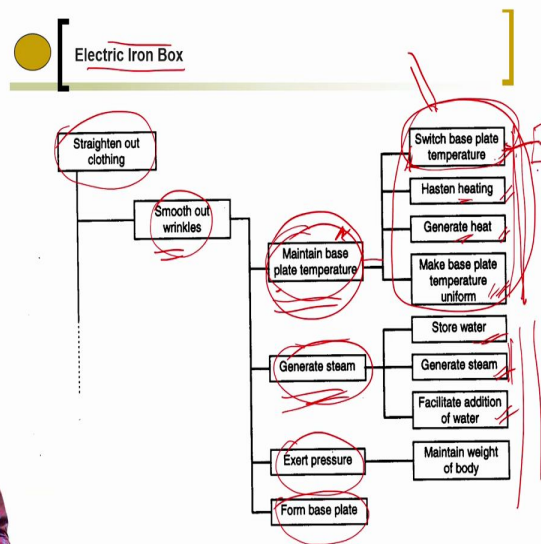 Electric Iron Box
Straighten out
clothing
Smooth out
wrinkles
Maintain base
plate temperature
Switch base plate
temperature
Hasten heating
Generate heat
Make base plate
temperature
uniform
Generate steam
Store water
Generate steam
Facilitate addition
of water
Exert pressure
Maintain weight
of body
Form base plate